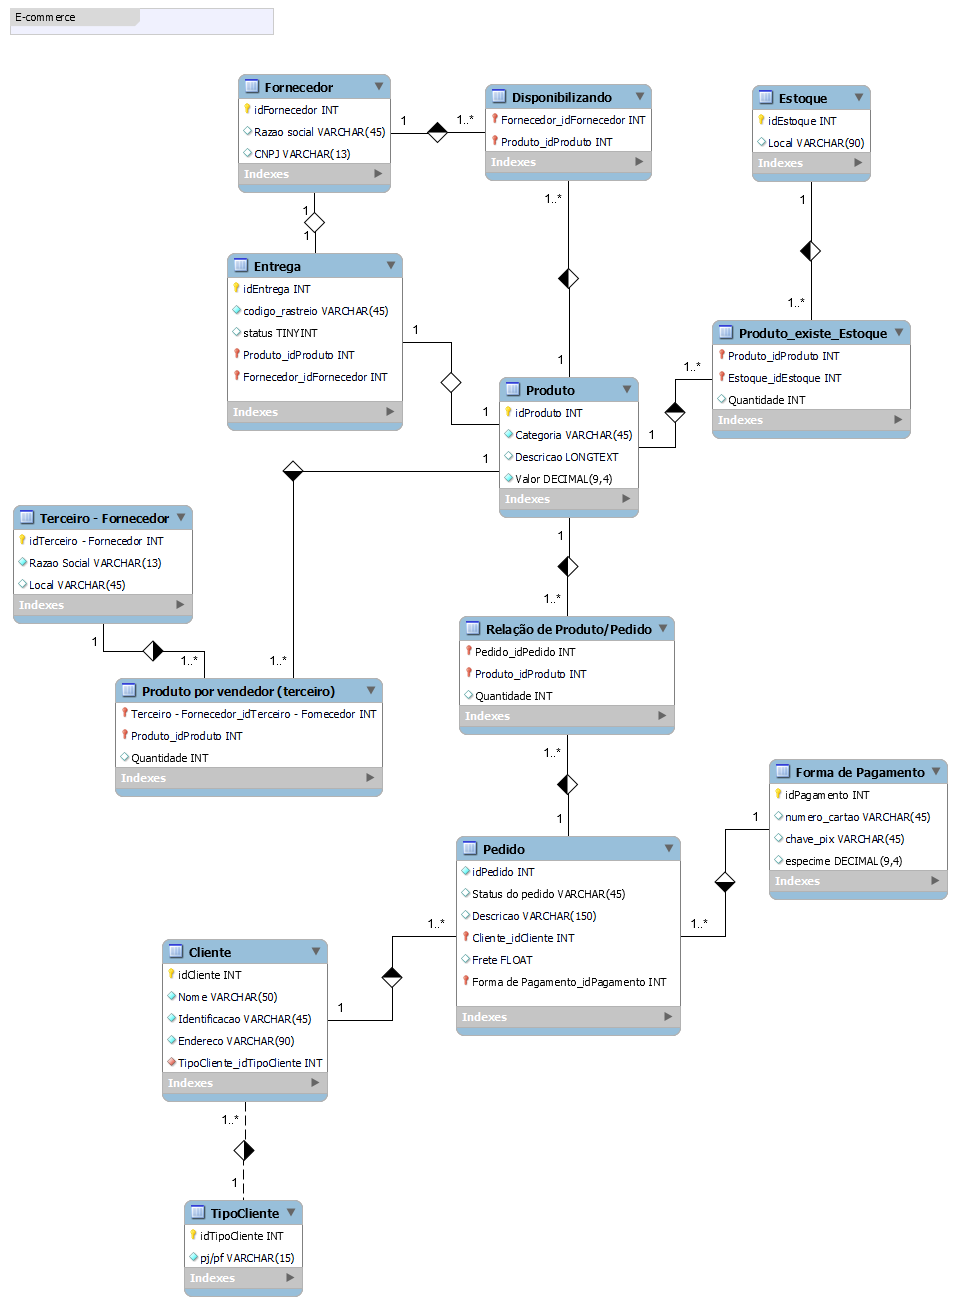 E-commerce
Fornecedor
idFornecedor INT
Razao social VARCHAR(45)
CNPJ VARCHAR(13)
Indexes
1
1..*
Disponibilizando
Fornecedor_idFornecedor INT
Produto_idProduto INT
Indexes
Estoque
idEstoque INT
Local VARCHAR(90)
Indexes
1
1
1..*
1
1
1..*
Entrega
idEntrega INT
codigo_rastreio VARCHAR(45)
status TINYINT
Produto_idProduto INT
Fornecedor_idFornecedor INT
Indexes
1
1
Produto_existe_Estoque
Produto_idProduto INT
Estoque_idEstoque INT
Quantidade INT
Indexes
1..*
1
Produto
idProduto INT
Categoria VARCHAR(45)
Descricao LONGTEXT
Valor DECIMAL(9,4)
Indexes
1
1..*
Terceiro - Fornecedor
idTerceiro - Fornecedor INT
Razao Social VARCHAR(13)
Local VARCHAR(45)
Indexes
1
1..*
1
1..*
Produto por vendedor (terceiro)
Terceiro - Fornecedor_idTerceiro - Fornecedor INT
Produto_idProduto INT
Quantidade INT
Indexes
Relação de Produto/Pedido
Pedido_idPedido INT
Produto_idProduto INT
Quantidade INT
Indexes
1..*
1
Forma de Pagamento
idPagamento INT
numero_cartao VARCHAR(45)
chave_pix VARCHAR(45)
especime DECIMAL(9,4)
Indexes
1
1..*
Pedido
idPedido INT
Status do pedido VARCHAR(45)
Descricao VARCHAR(150)
Cliente_idCliente INT
Frete FLOAT
Forma de Pagamento_idPagamento INT
Indexes
1..*
1
Cliente
idCliente INT
Nome VARCHAR(50)
Identificacao VARCHAR(45)
Endereco VARCHAR(90)
TipoCliente_idTipoCliente INT
Indexes
1..*
1
TipoCliente
idTipoCliente INT
pj/pf VARCHAR(15)
Indexes